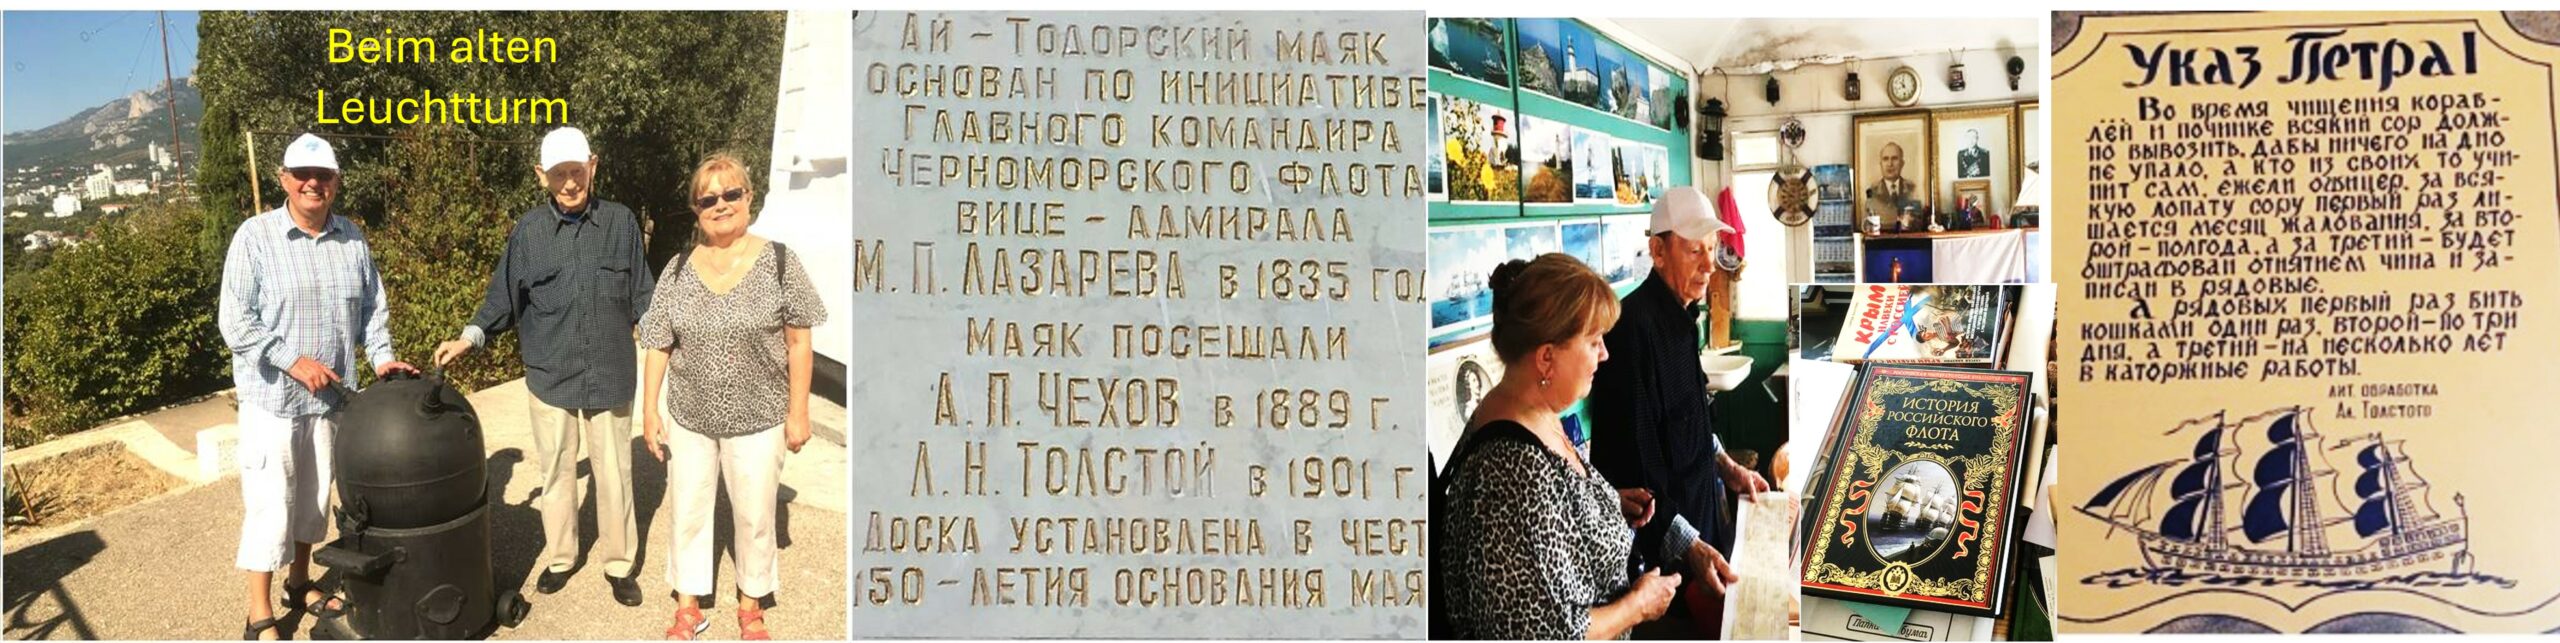 Beim alten
Leuchtturm
АЙ – ТОДОРСКИЙ МАЯК
ОСНОВАН ПО ИНИЦИАТИВЕ
ГЛАВНОГО КОМАНДИРА
ЧЕРНОМОРСКОГО ФЛОТА
ВИЦЕ – АДМИРАЛА
М. П. ЛАЗАРЕВА В 1835 ГОД
МАЯК ПОСЕЩАЛИ
А. П. ЧЕХОВ В 1889 г.
Л. Н. ТОЛСТОЙ В 1901 г.
ДОСКА УСТАНОВЛЕНА В ЧЕСТ
150 – ЛЕТИЯ ОСНОВАНИЯ МАЯ
КРЫМ
НАВЕКИ
С РОССИЕЙ
ИСТОРИЯ
РОССИЙСКОГО
ФЛОТА
Указ Петра I
Во время чищения кораб-
лей и починке всякий сор долж-
но вывозить, дабы ничего на дно
не упало, а кто из своих то учи-
нит сам, ежели офицер, за вся-
кую лопату сору первый раз ли-
шается месяц жалования, за вто-
рой – полгода, а за третий – будет
оштрафован отнятием чина и за-
писан в рядовые.
А рядовых первый раз бить
кошками один раз, второй – по три
дня, а третий – на несколько лет
в каторжные работы.
лит. обработка
Ал. Толстого